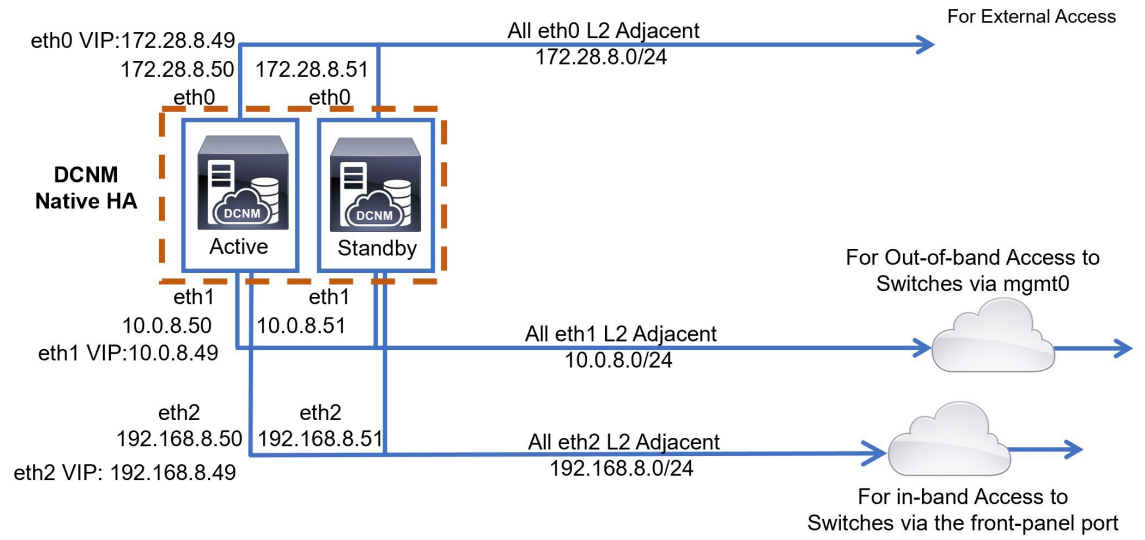 For External Access
eth0 VIP:172.28.8.49
All eth0 L2 Adjacent
172.28.8.0/24
172.28.8.50
172.28.8.51
eth0
eth0
DCNM
Native HA
DCNM
DCNM
Active
Standby
For Out-of-band Access to
Switches via mgmt0
eth1
eth1
10.0.8.50
10.0.8.51
All eth1 L2 Adjacent
10.0.8.0/24
eth1 VIP:10.0.8.49
eth2
eth2
192.168.8.50
192.168.8.51
All eth2 L2 Adjacent
192.168.8.0/24
eth2 VIP: 192.168.8.49
For in-band Access to
Switches via the front-panel port